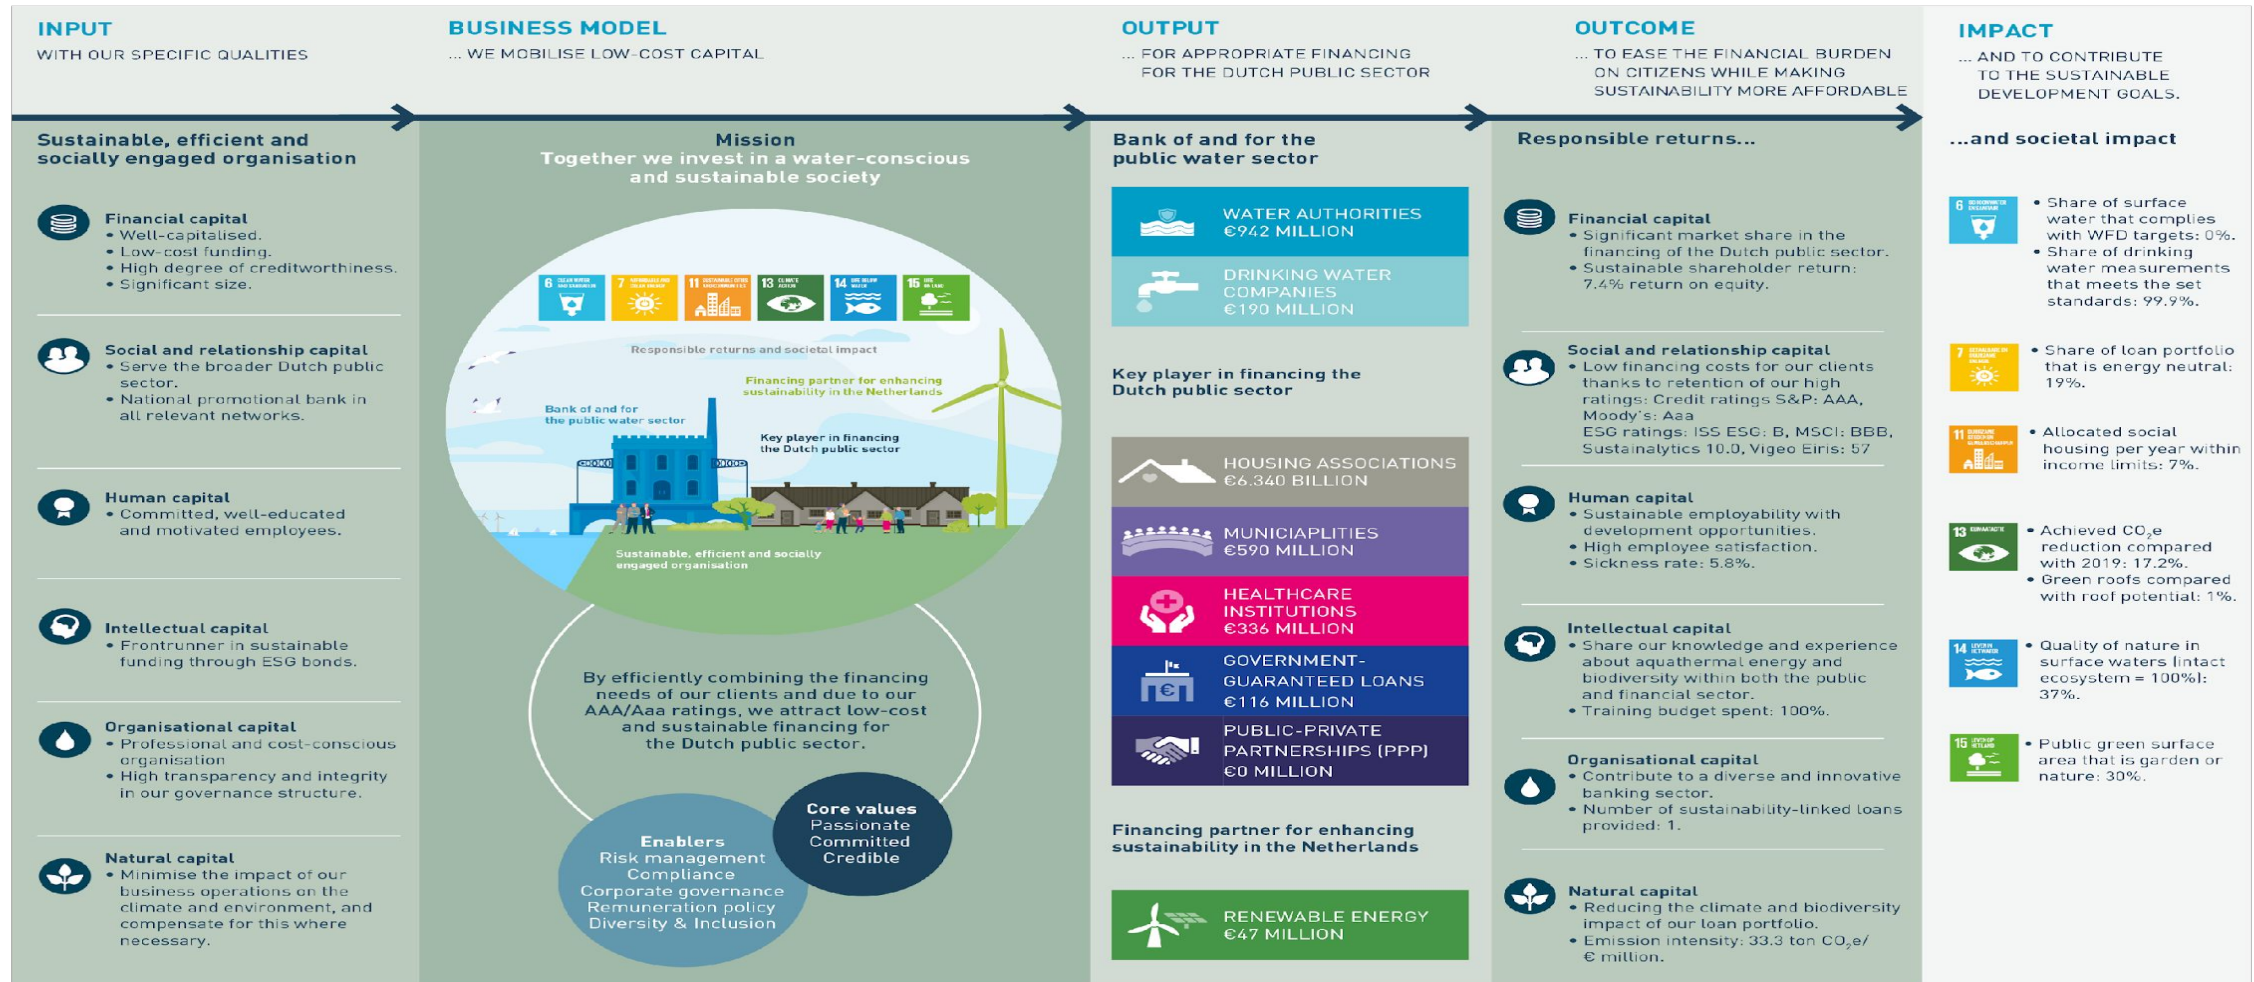 INPUT
WITH OUR SPECIFIC QUALITIES
BUSINESS MODEL
... WE MOBILISE LOW-COST CAPITAL
OUTPUT
... FOR APPROPRIATE FINANCING
FOR THE DUTCH PUBLIC SECTOR
OUTCOME
... TO EASE THE FINANCIAL BURDEN
ON CITIZENS WHILE MAKING
SUSTAINABILITY MORE AFFORDABLE
IMPACT
... AND TO CONTRIBUTE
TO THE SUSTAINABLE
DEVELOPMENT GOALS.
Sustainable, efficient and
socially engaged organisation
Financial capital
• Well-capitalised.
• Low-cost funding.
• High degree of creditworthiness.
• Significant size.
Social and relationship capital
• Serve the broader Dutch public
sector.
• National promotional bank in
all relevant networks.
Human capital
• Committed, well-educated
and motivated employees.
Intellectual capital
• Frontrunner in sustainable
funding through ESG bonds.
Organisational capital
• Professional and cost-conscious
organisation
• High transparency and integrity
in our governance structure.
Natural capital
• Minimise the impact of our
business operations on the
climate and environment, and
compensate for this where
necessary.
Mission
Together we invest in a water-conscious
and sustainable society
6
7
11
13 CLIMATE
ACTION
14
15
Responsible returns and societal impact
Financing partner for enhancing
sustainability in the Netherlands
Bank of and for
the public water sector
Key player in financing
the Dutch public sector
Sustainable, efficient and socially
engaged organisation
By efficiently combining the financing
needs of our clients and due to our
AAA/Aaa ratings, we attract low-cost
and sustainable financing for
the Dutch public sector.
Core values
Passionate
Committed
Credible
Enablers
Risk management
Compliance
Corporate governance
Remuneration policy
Diversity & Inclusion
Bank of and for the
public water sector
WATER AUTHORITIES
€942 MILLION
DRINKING WATER
COMPANIES
€190 MILLION
Key player in financing the
Dutch public sector
HOUSING ASSOCIATIONS
€6.340 BILLION
MUNICIAPLITIES
€590 MILLION
HEALTHCARE
INSTITUTIONS
€336 MILLION
GOVERNMENT-
GUARANTEED LOANS
€116 MILLION
PUBLIC-PRIVATE
PARTNERSHIPS (PPP)
€0 MILLION
Financing partner for enhancing
sustainability in the Netherlands
RENEWABLE ENERGY
€47 MILLION
Responsible returns...
Financial capital
• Significant market share in the
financing of the Dutch public sector.
• Sustainable shareholder return:
7.4% return on equity.
Social and relationship capital
• Low financing costs for our clients
thanks to retention of our high
ratings: Credit ratings S&P: AAA,
Moody's: Aaa
ESG ratings: ISS ESG: B, MSCI: BBB,
Sustainalytics 10.0, Vigeo Eiris: 57
Human capital
• Sustainable employability with
development opportunities.
• High employee satisfaction.
• Sickness rate: 5.8%.
Intellectual capital
• Share our knowledge and experience
about aquathermal energy and
biodiversity within both the public
and financial sector.
• Training budget spent: 100%.
Organisational capital
• Contribute to a diverse and innovative
banking sector.
• Number of sustainability-linked loans
provided: 1.
Natural capital
• Reducing the climate and biodiversity
impact of our loan portfolio.
• Emission intensity: 33.3 ton CO₂e/
€ million.
...and societal impact
6
• Share of surface
water that complies
with WFD targets: 0%.
• Share of drinking
water measurements
that meets the set
standards: 99.9%.
7
• Share of loan portfolio
that is energy neutral:
19%.
11
• Allocated social
housing per year within
income limits: 7%.
13
• Achieved CO₂e
reduction compared
with 2019: 17.2%.
• Green roofs compared
with roof potential: 1%.
14
• Quality of nature in
surface waters (intact
ecosystem = 100%):
37%.
15
• Public green surface
area that is garden or
nature: 30%.